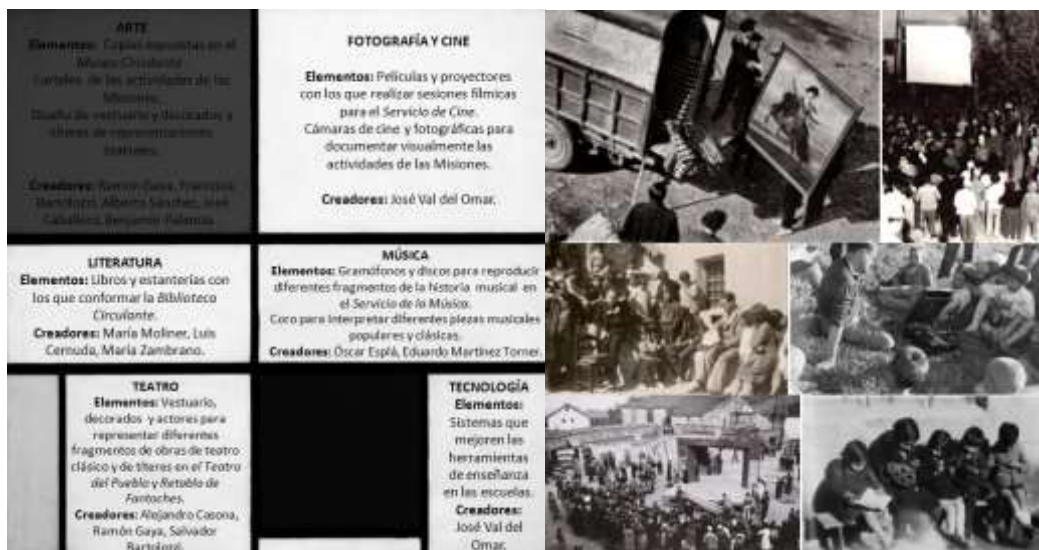 ARTE
Elementos: Copias expuestas en el
Museo Circulante
Carteles de las actividades de las
Misiones.
Diseño de vestuario y decorados y
títeres de representaciones
teatrales.
Creadores: Ramón Gaya, Francisco
Bartolozzi, Alberto Sánchez, José
Caballero, Benjamín Palencia.
FOTOGRAFÍA Y CINE
Elementos: Películas y proyectores
con los que realizar sesiones fílmicas
para el Servicio de Cine.
Cámaras de cine y fotográficas para
documentar visualmente las
actividades de las Misiones.
Creadores: José Val del Omar.
LITERATURA
Elementos: Libros y estanterías con
los que conformar la Biblioteca
Circulante.
Creadores: María Moliner, Luis
Cernuda, María Zambrano.
MÚSICA
Elementos: Gramófonos y discos para reproducir
diferentes fragmentos de la historia musical en
el Servicio de la Música.
Coro para interpretar diferentes piezas musicales
populares y clásicas.
Creadores: Óscar Esplá, Eduardo Martínez Torner.
TEATRO
Elementos: Vestuario,
decorados y actores para
representar diferentes
fragmentos de obras de teatro
clásico y de títeres en el Teatro
del Pueblo y Retablo de
Fantoches.
Creadores: Alejandro Casona,
Ramón Gaya, Salvador
Bartolozzi.
TECNOLOGÍA
Elementos:
Sistemas que
mejoren las
herramientas
de enseñanza
en las escuelas.
Creadores:
José Val del
Omar.